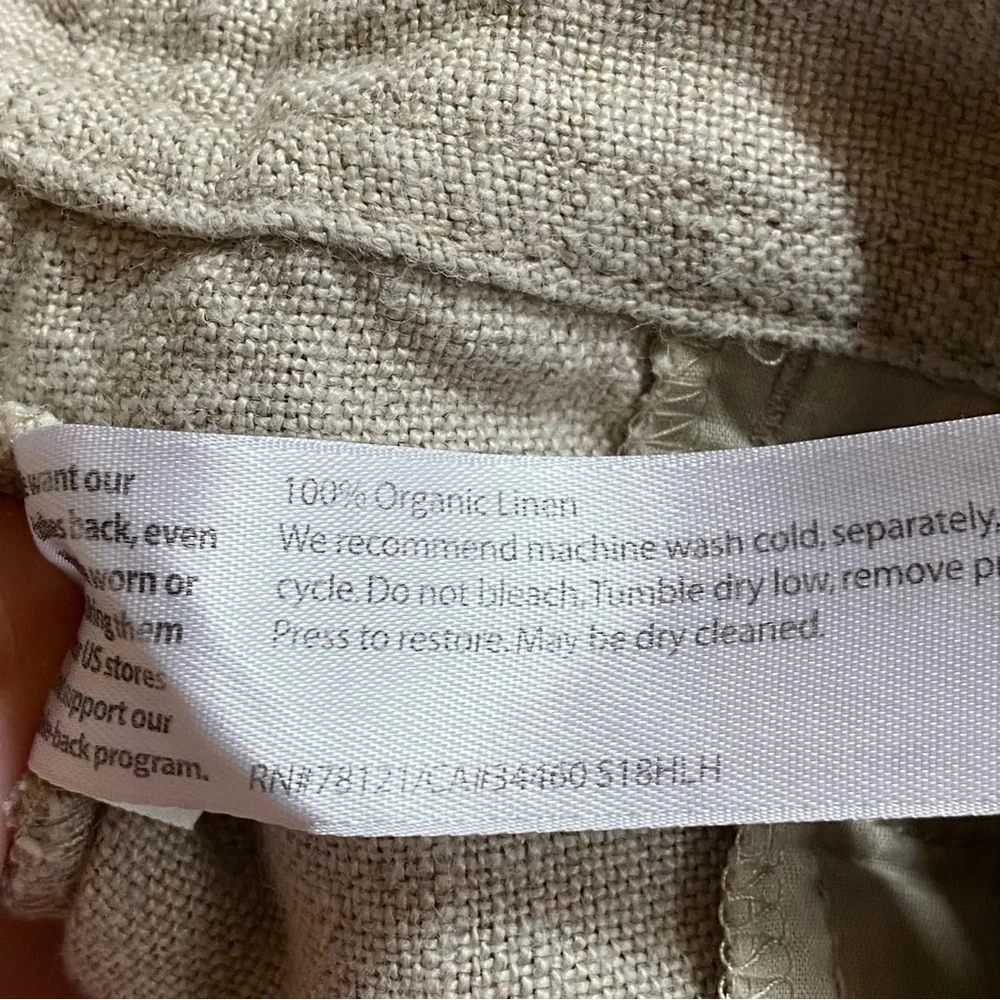 want our
back, even
worn or
them
US stores
support our
back program.
100% Organic Linen
We recommend machine wash cold, separately,
cycle. Do not bleach. Tumble dry low, remove
Press to restore. May be dry cleaned.
RN#78121/CA#34460 S18HLH